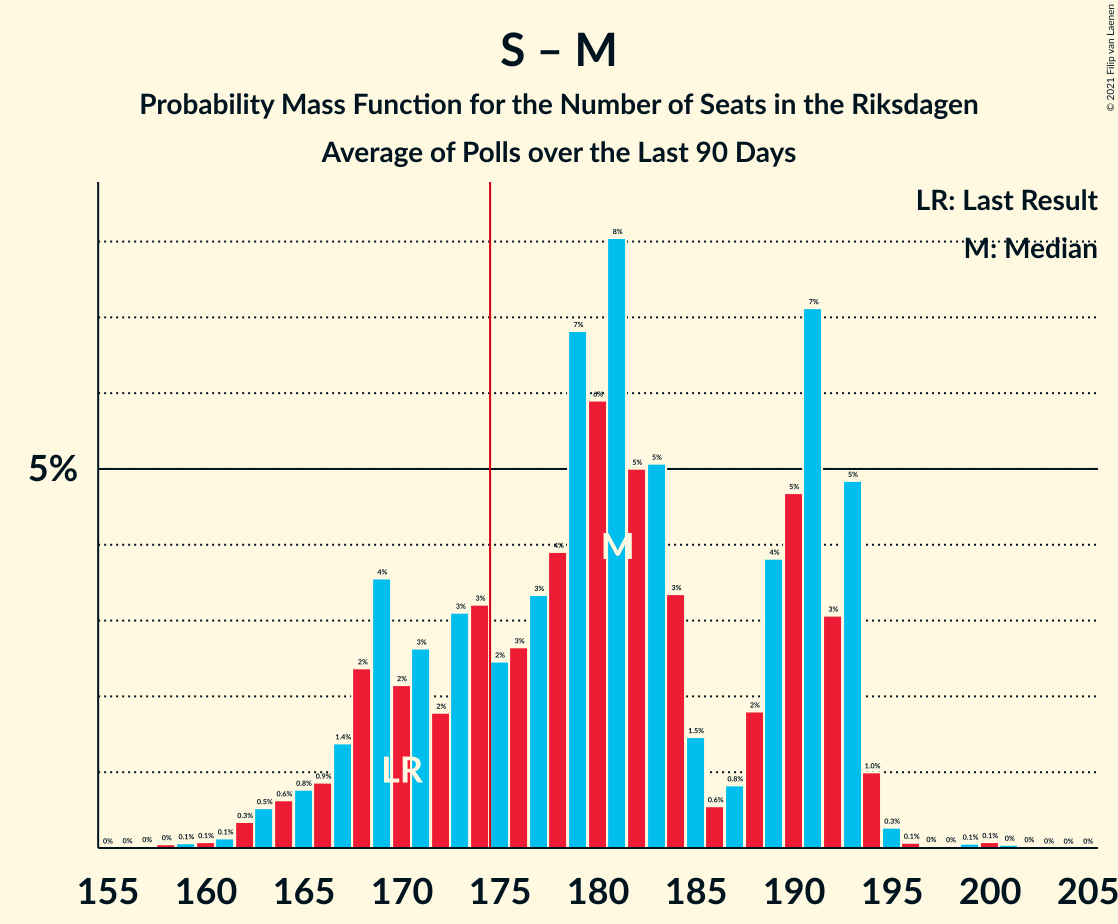 S – M
Probability Mass Function for the Number of Seats in the Riksdagen
Average of Polls over the Last 90 Days
© 2021 Filip van Laenen
LR: Last Result
M: Median
5%
0% 0% 0% 0% 0.1% 0.1% 0.1% 0.3% 0.5% 0.6% 0.8% 0.9% 1.4% 2% 4% 2% 3% 2% 3% 3% 2% 3% 3% 4% 7% 6% 8% 5% 5% 3% 1.5% 0.6% 0.8% 2% 4% 5% 7% 3% 5% 1.0% 0.3% 0.1% 0% 0% 0.1% 0.1% 0% 0% 0% 0% 0%
M
LR
155 160 165 170 175 180 185 190 195 200 205